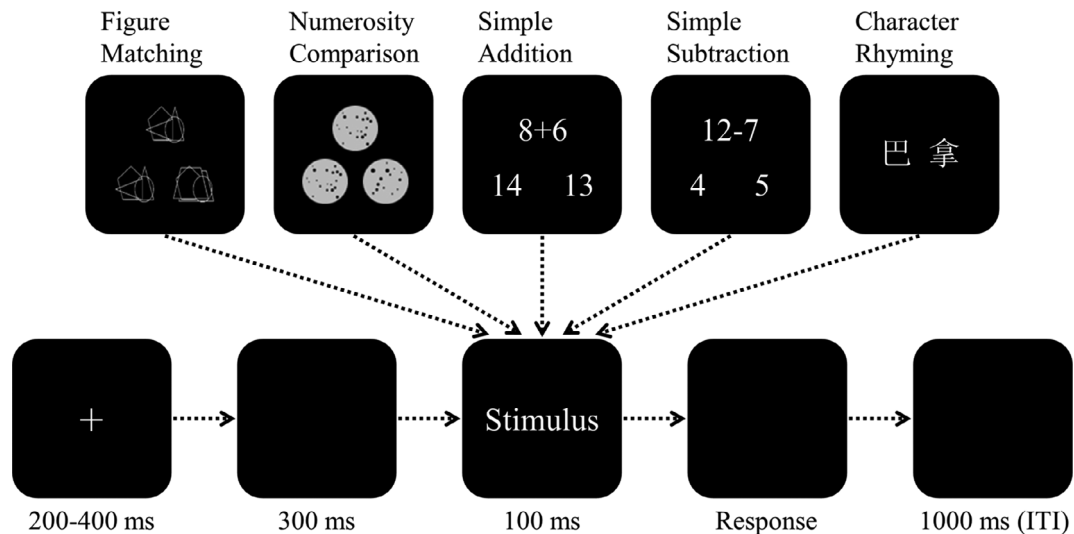 Figure
Matching
Numerosity
Comparison
Simple
Addition
Simple
Subtraction
Character
Rhyming
8+6
14 13
12-7
4 5
巴 拿
+
Stimulus
200-400 ms
300 ms
100 ms
Response
1000 ms (ITI)